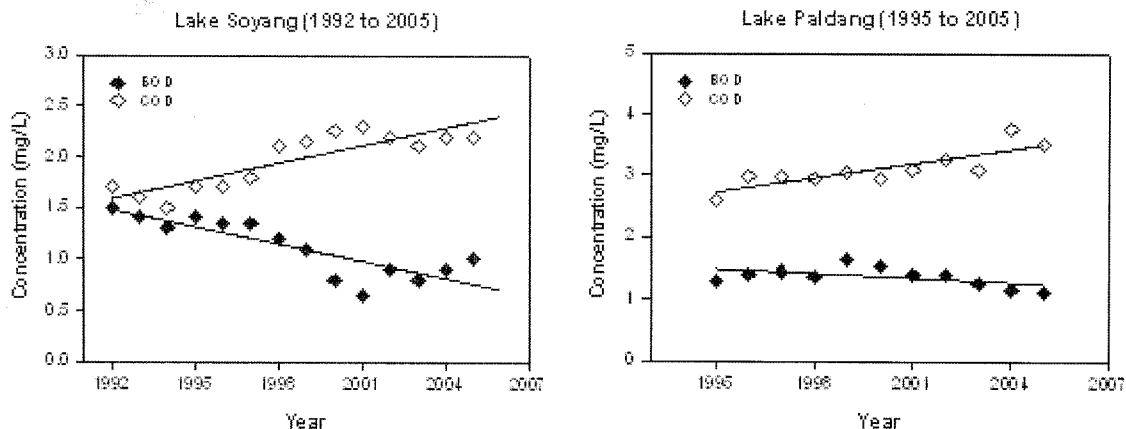 Lake Soyang (1992 to 2005)
3.0
2.5
2.0
1.5
1.0
0.5
0.0
Concentration (mg/L)
BOD
COD
1992
1995
1998
2001
2004
2007
Year
Lake Paldang (1995 to 2005)
5
4
3
2
1
0
Concentration (mg/L)
BOD
COD
1995
1998
2001
2004
2007
Year